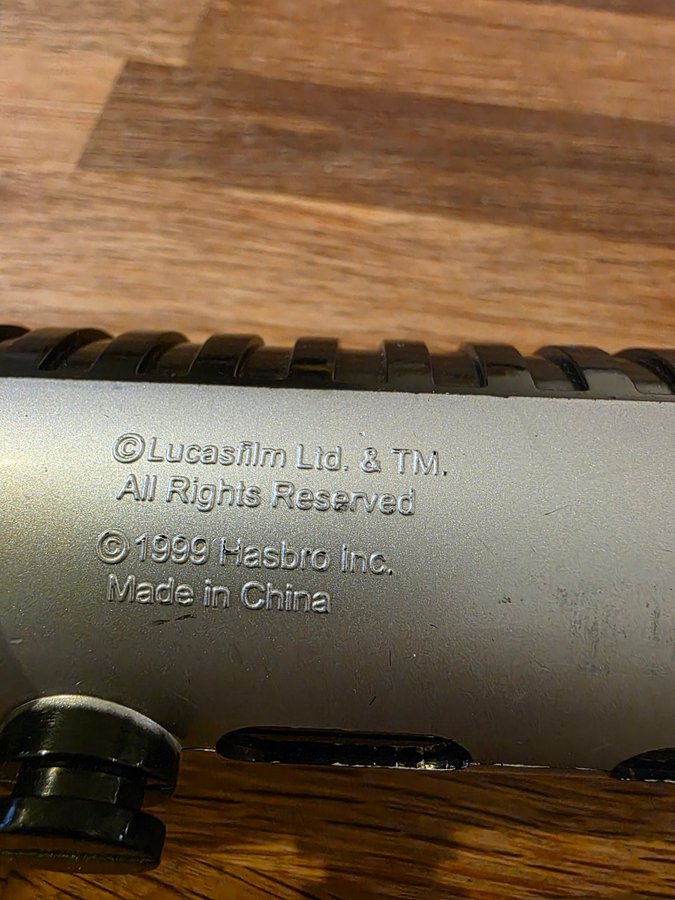 ©Lucasfilm Ltd. & TM.
All Rights Reserved
©1999 Hasbro Inc.
Made in China